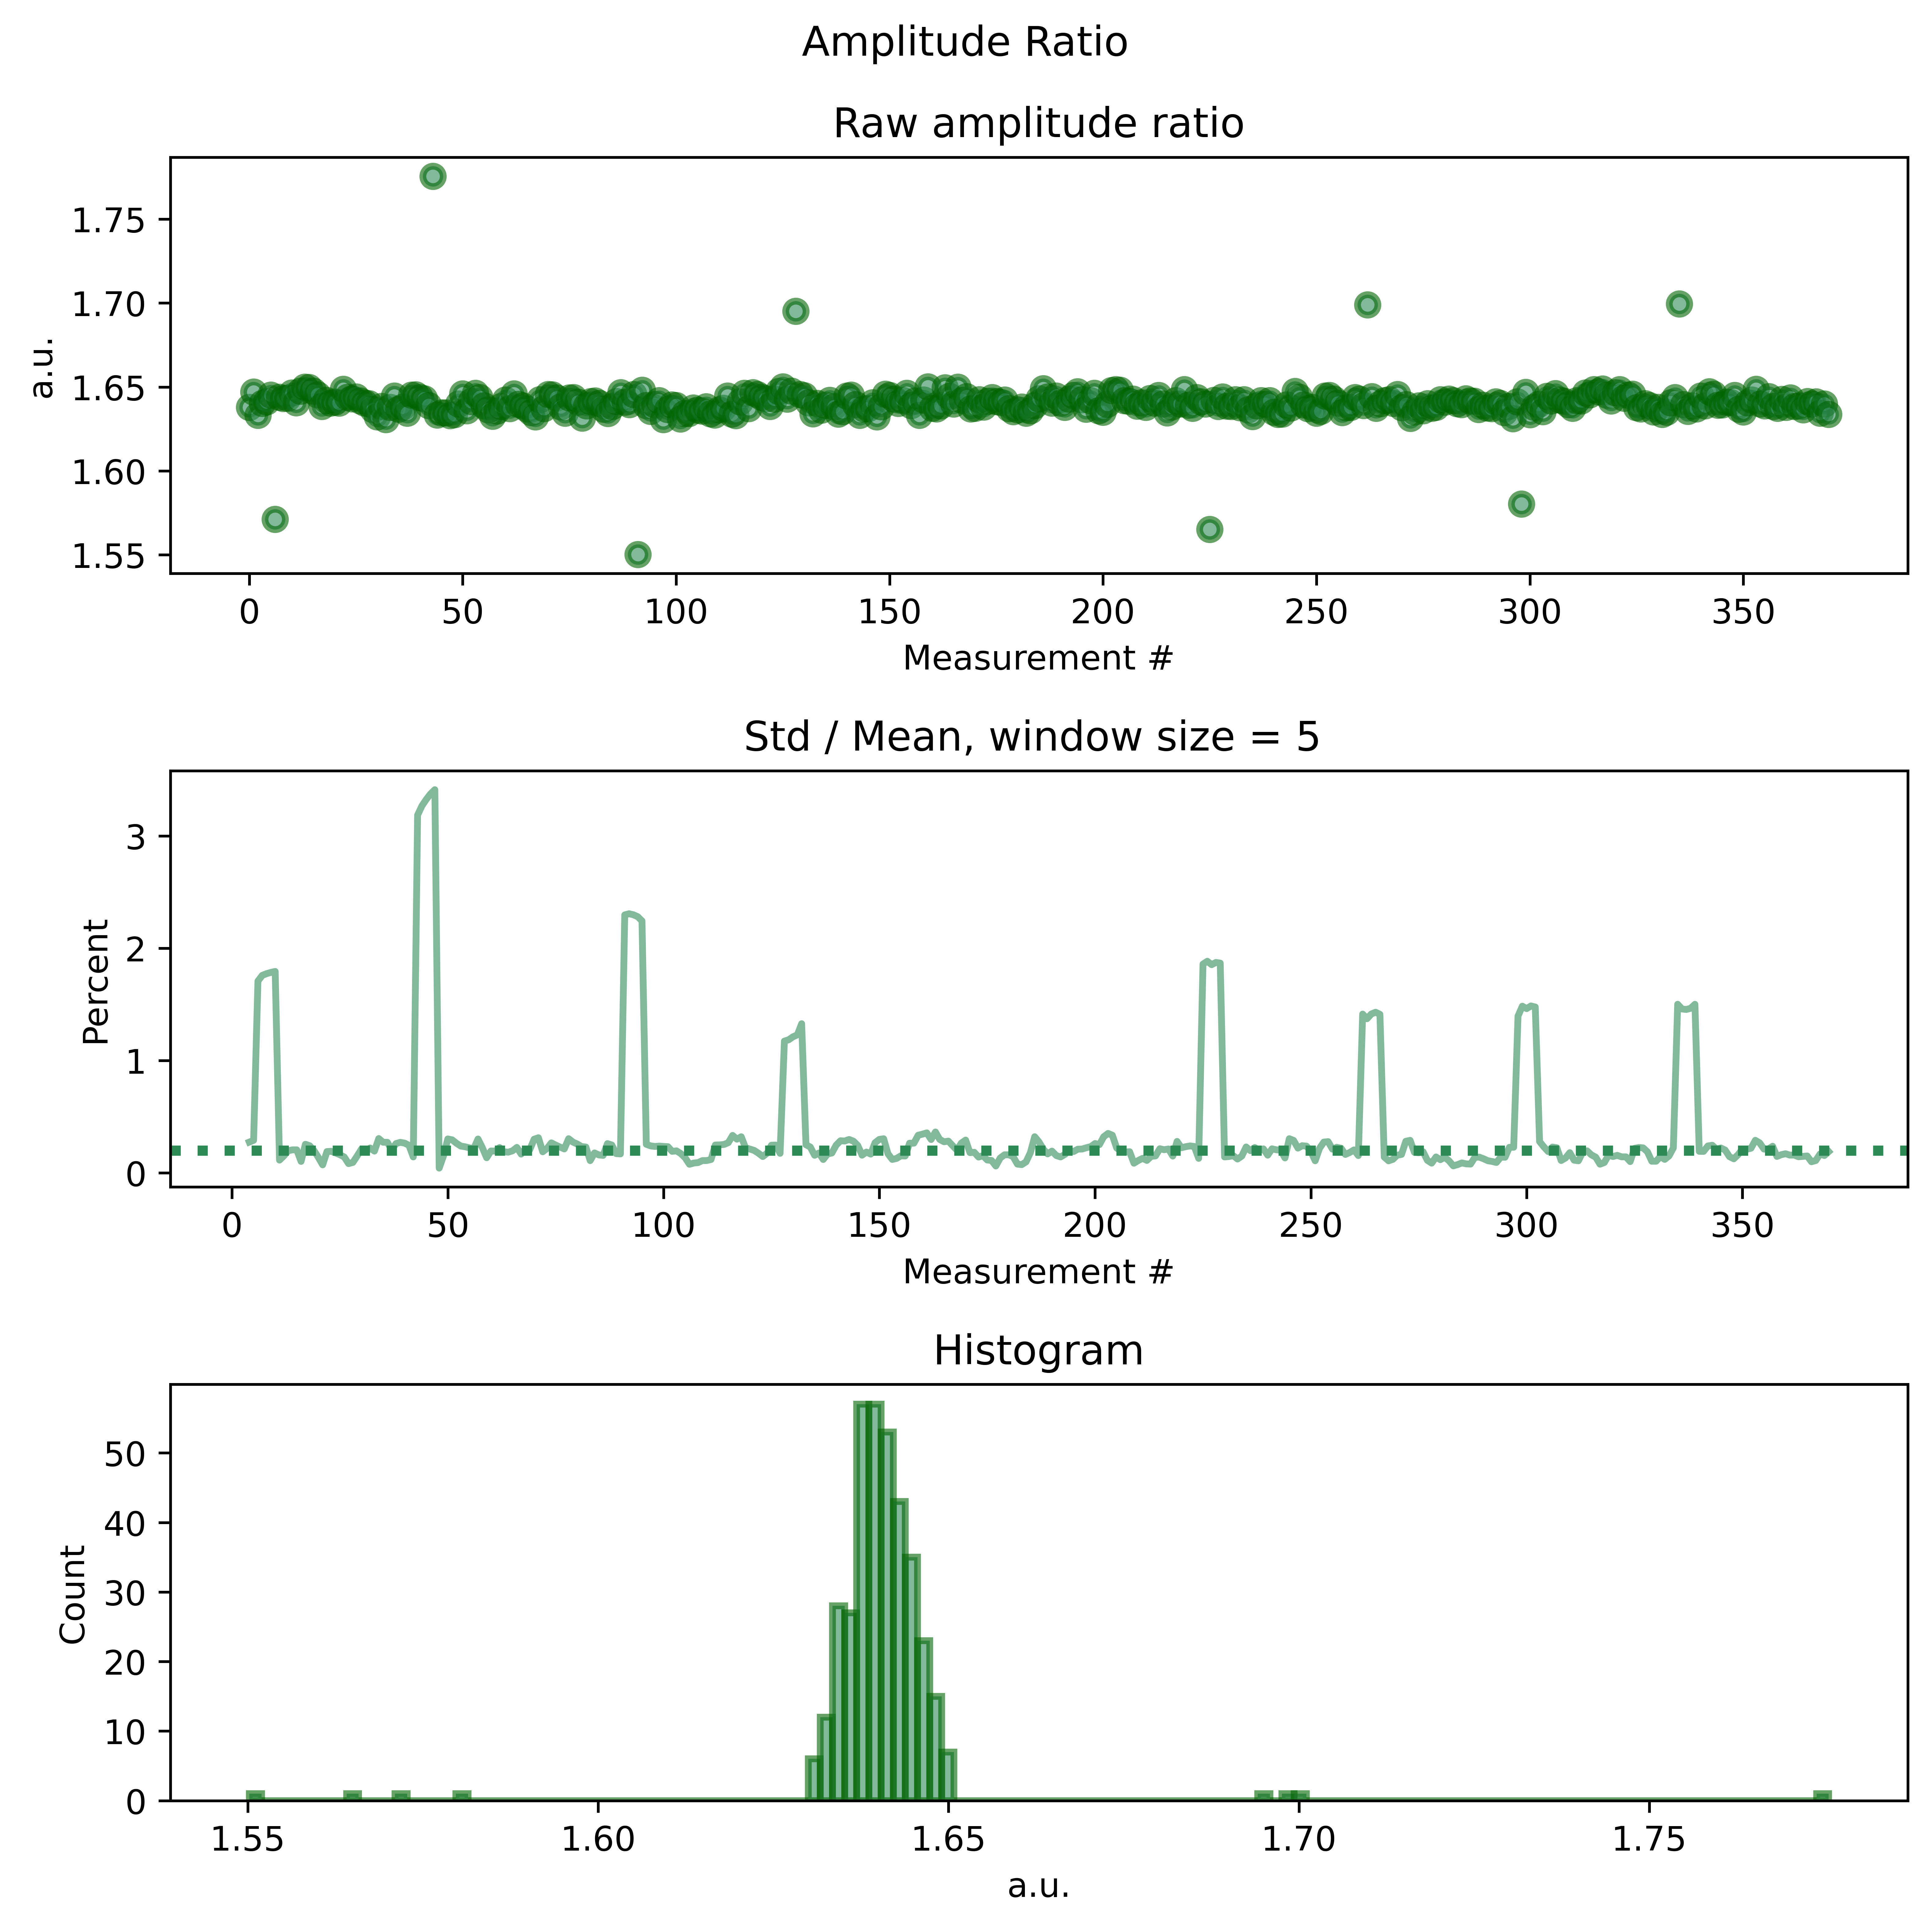 Amplitude Ratio
Raw amplitude ratio
a.u.
1.75
1.70
1.65
1.60
1.55
0 50 100 150 200 250 300 350
Measurement #
Std / Mean, window size = 5
Percent
3
2
1
0
0 50 100 150 200 250 300 350
Measurement #
Histogram
Count
50
40
30
20
10
0
1.55 1.60 1.65 1.70 1.75
a.u.